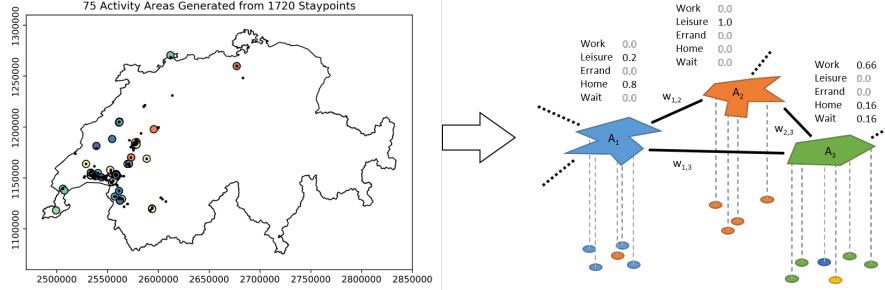 75 Activity Areas Generated from 1720 Staypoints
1300000
1250000
1200000
1150000
1100000
2500000 2550000 2600000 2650000 2700000 2750000 2800000 2850000
Work 0.0
Leisure 0.2
Errand 0.0
Home 0.8
Wait 0.0
Work 0.0
Leisure 1.0
Errand 0.0
Home 0.0
Wait 0.0
Work 0.66
Leisure 0.0
Errand 0.0
Home 0.16
Wait 0.16
A1
A2
A3
w1,2
w2,3
w1,3